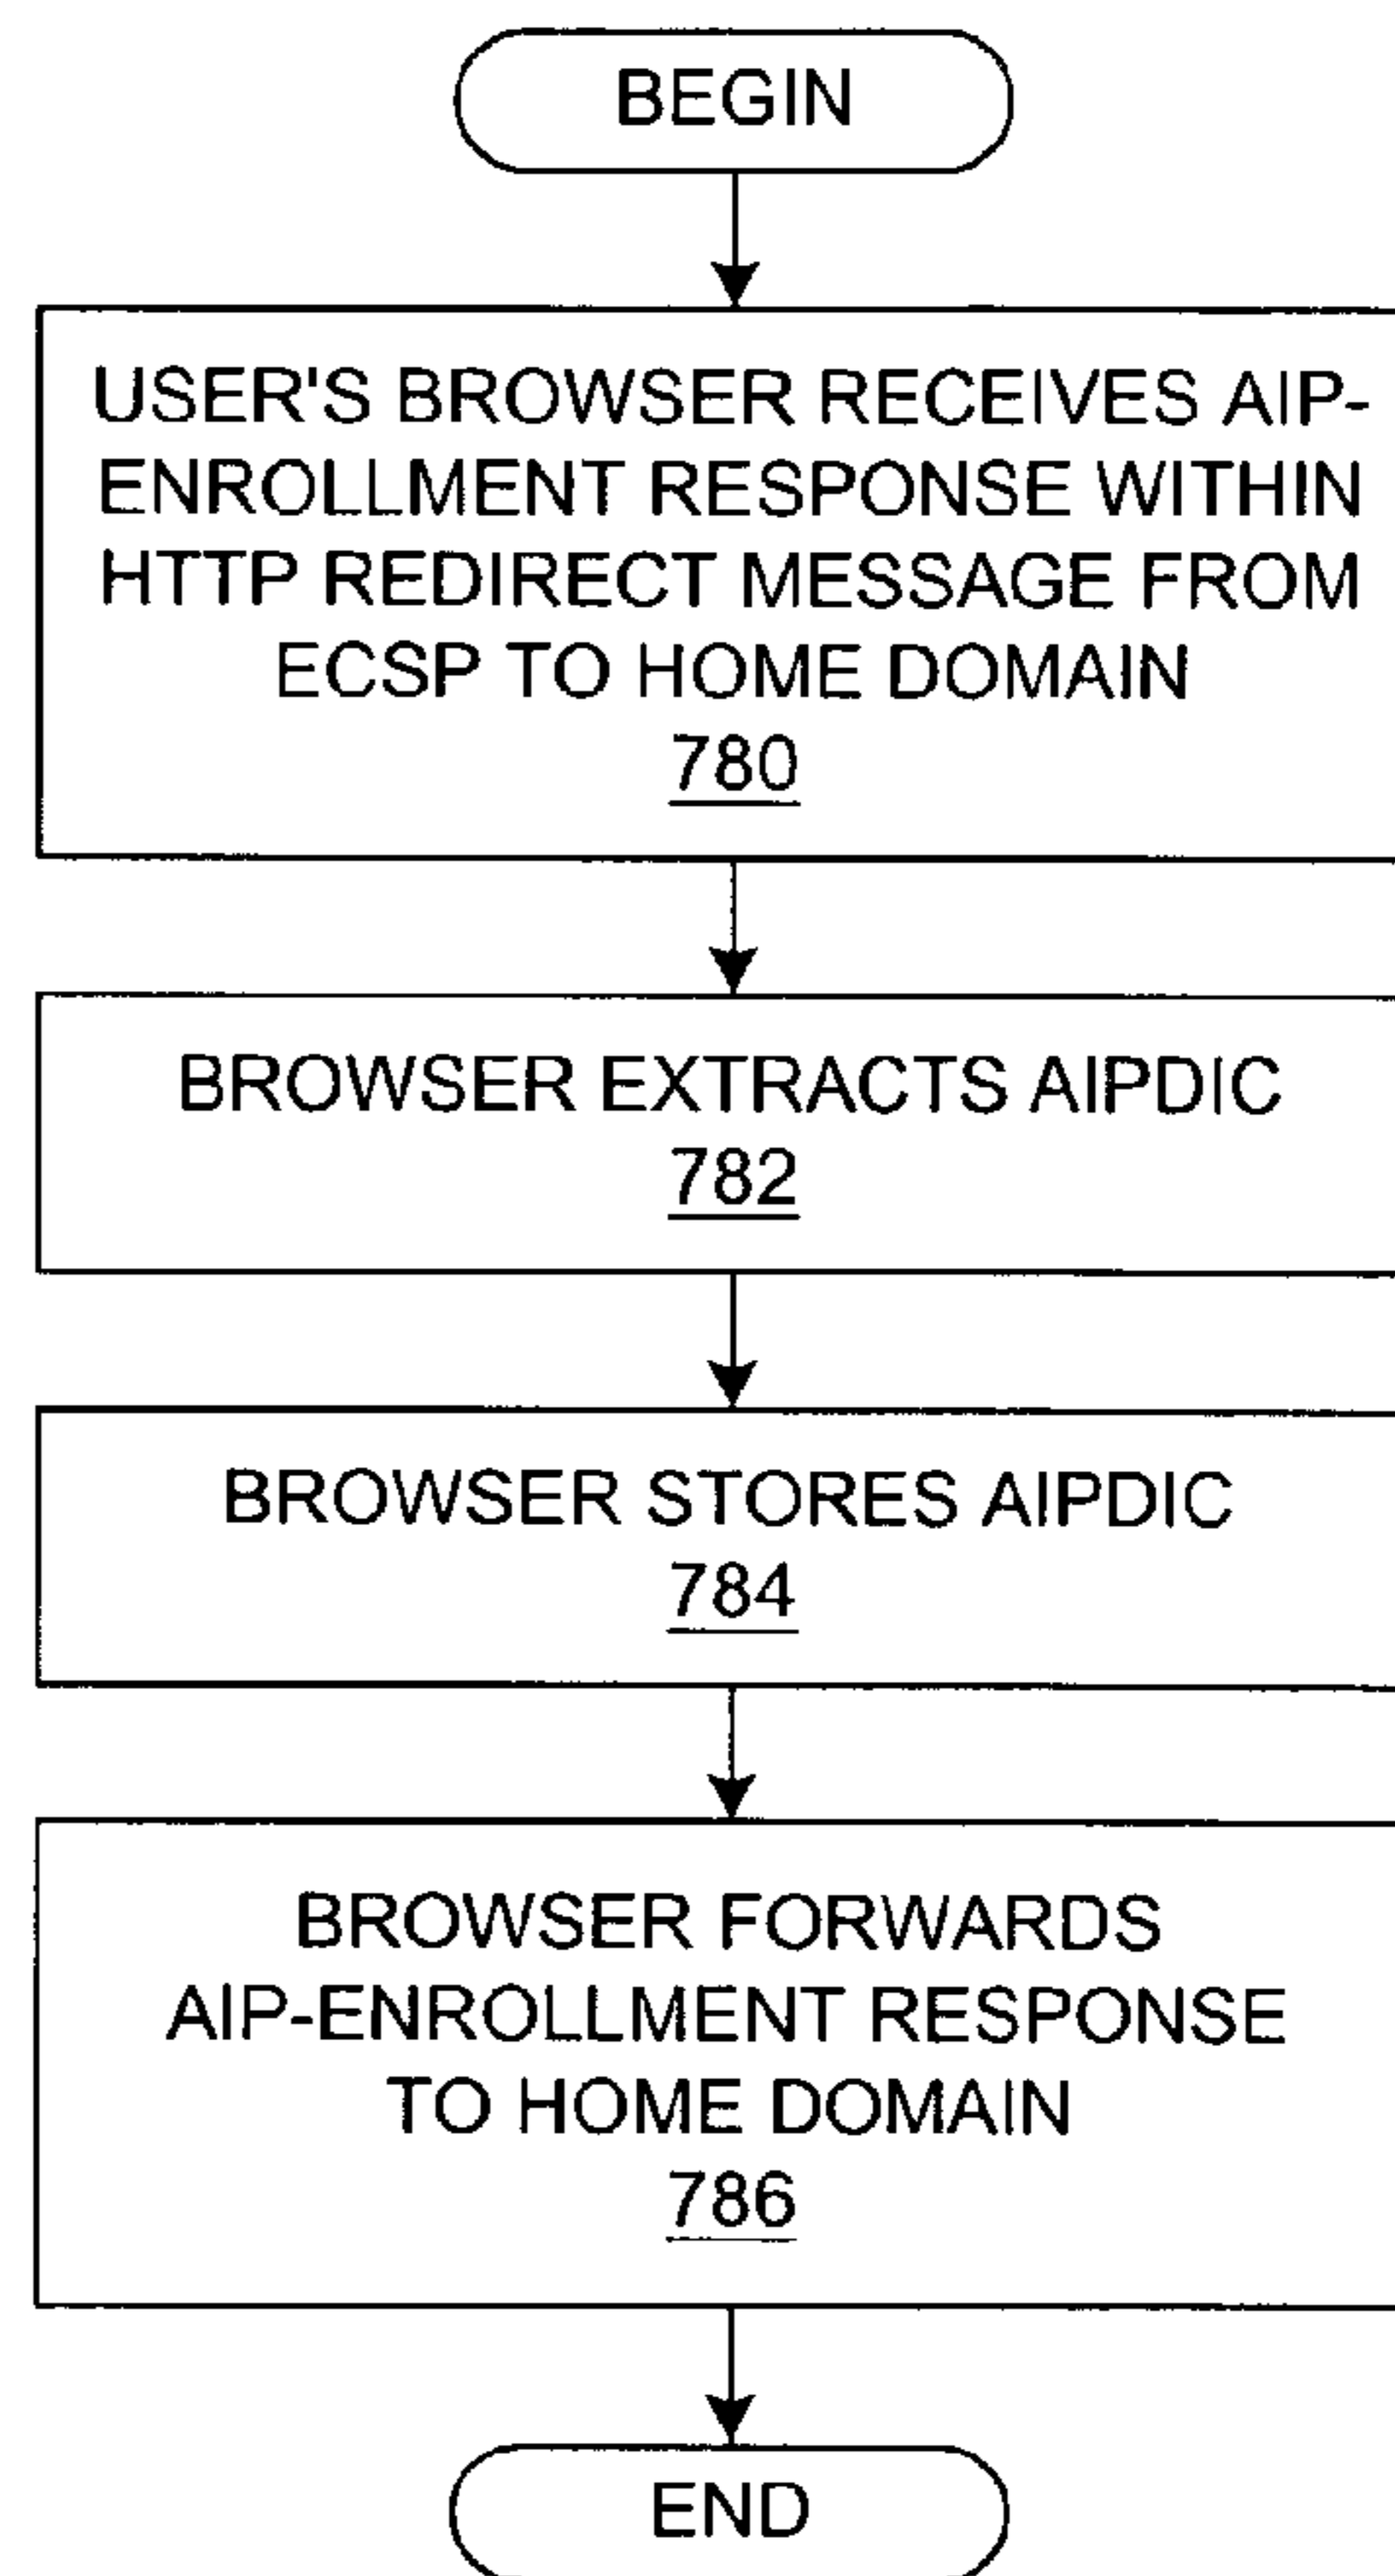 BEGIN
USER'S BROWSER RECEIVES AIP-
ENROLLMENT RESPONSE WITHIN
HTTP REDIRECT MESSAGE FROM
ECSP TO HOME DOMAIN
780
BROWSER EXTRACTS AIPDIC
782
BROWSER STORES AIPDIC
784
BROWSER FORWARDS
AIP-ENROLLMENT RESPONSE
TO HOME DOMAIN
786
END